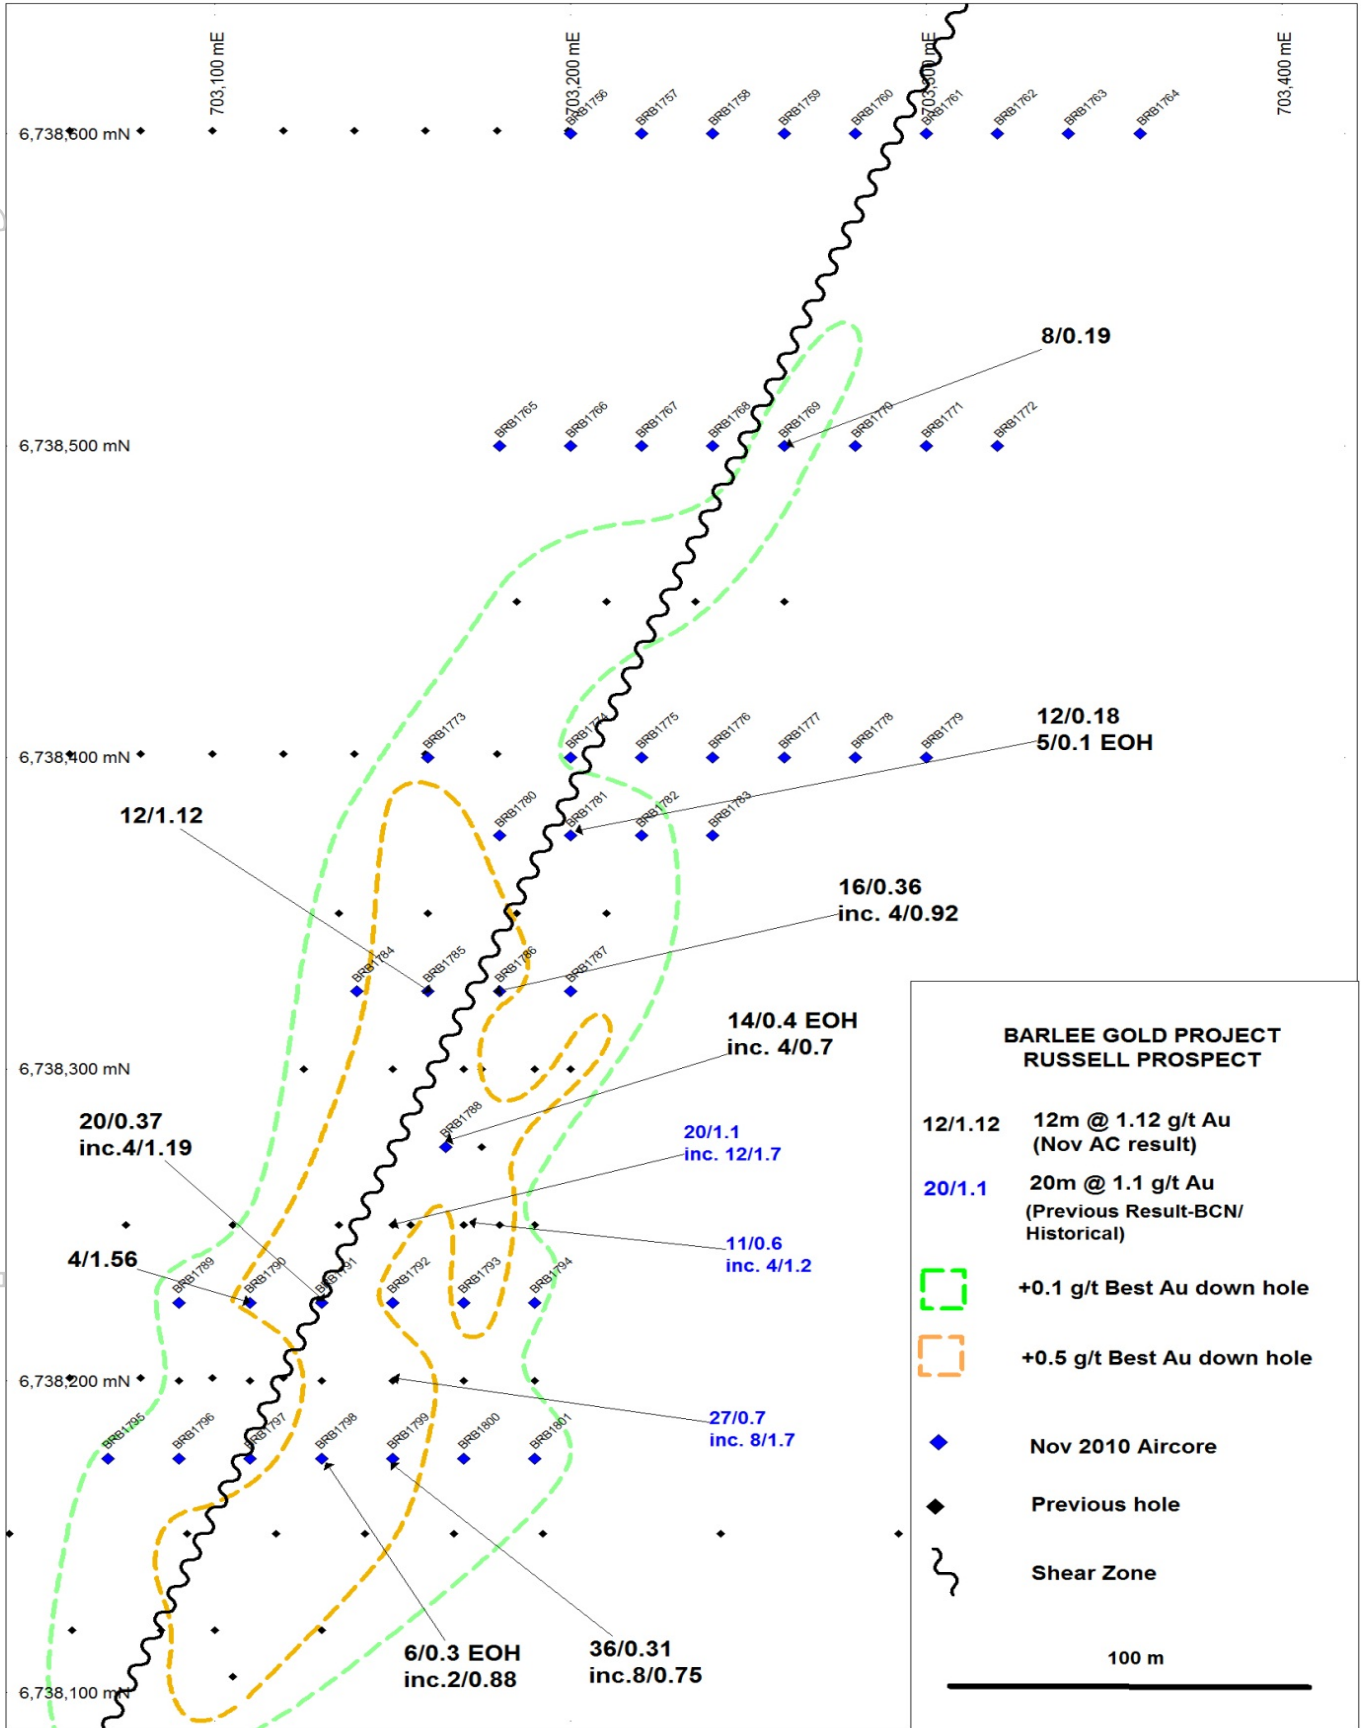 703,100 mE
703,200 mE
703,300 mE
703,400 mE
6,738,600 mN
BRB1756
BRB1757
BRB1758
BRB1759
BRB1760
BRB1761
BRB1762
BRB1763
BRB1764
8/0.19
6,738,500 mN
BRB1765
BRB1766
BRB1767
BRB1768
BRB1769
BRB1770
BRB1771
BRB1772
6,738,400 mN
BRB1773
BRB1774
BRB1775
BRB1776
BRB1777
BRB1778
BRB1779
12/0.18
5/0.1 EOH
12/1.12
BRB1780
BRB1781
BRB1782
BRB1783
16/0.36
inc. 4/0.92
BRB1784
BRB1785
BRB1786
BRB1787
14/0.4 EOH
inc. 4/0.7
6,738,300 mN
20/0.37
inc.4/1.19
BRB1788
20/1.1
inc. 12/1.7
11/0.6
inc. 4/1.2
4/1.56
BRB1789
BRB1790
BRB1791
BRB1792
BRB1793
BRB1794
6,738,200 mN
27/0.7
inc. 8/1.7
BRB1795
BRB1796
BRB1797
BRB1798
BRB1799
BRB1800
BRB1801
6/0.3 EOH
inc.2/0.88
36/0.31
inc.8/0.75
6,738,100 mN
BARLEE GOLD PROJECT
RUSSELL PROSPECT
12/1.12 12m @ 1.12 g/t Au
(Nov AC result)
20/1.1 20m @ 1.1 g/t Au
(Previous Result-BCN/
Historical)
+0.1 g/t Best Au down hole
+0.5 g/t Best Au down hole
Nov 2010 Aircore
Previous hole
Shear Zone
100 m